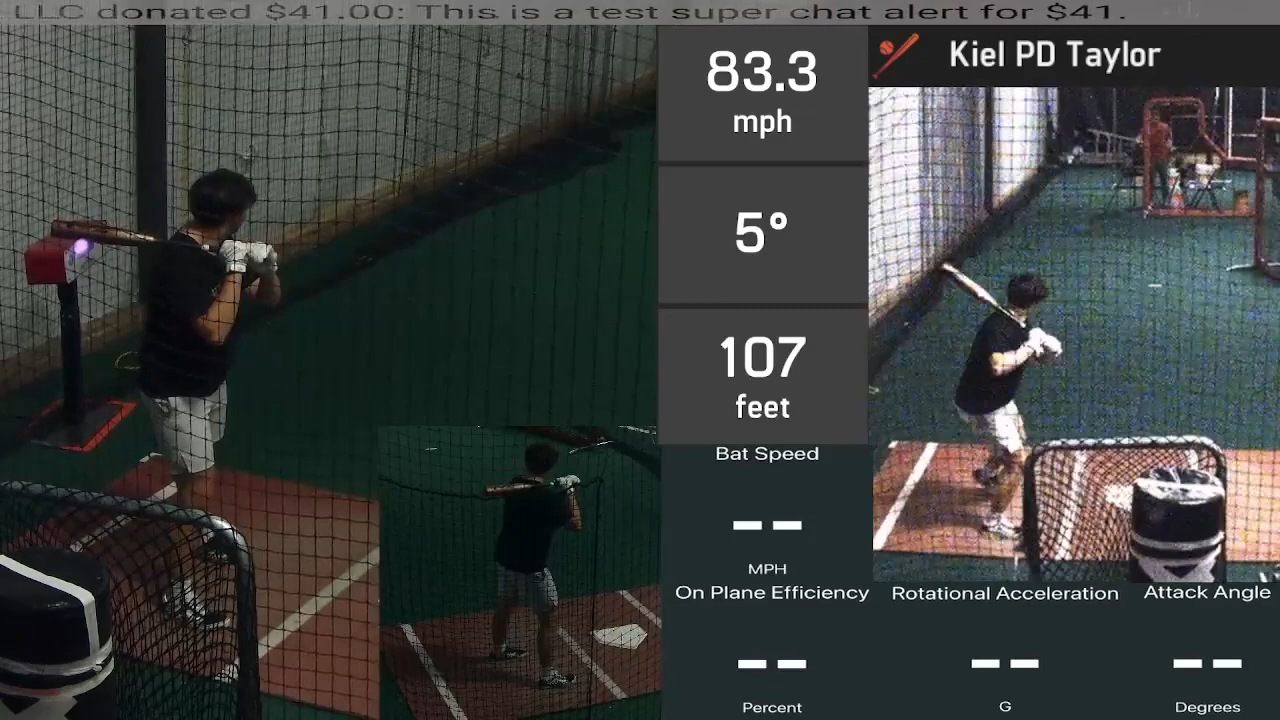 LLC donated $41.00: This is a test super chat alert for $41.
Kiel PD Taylor
83.3
mph
5°
107
feet
Bat Speed
-- 
MPH
On Plane Efficiency
--
Percent
Rotational Acceleration
--
G
Attack Angle
--
Degrees